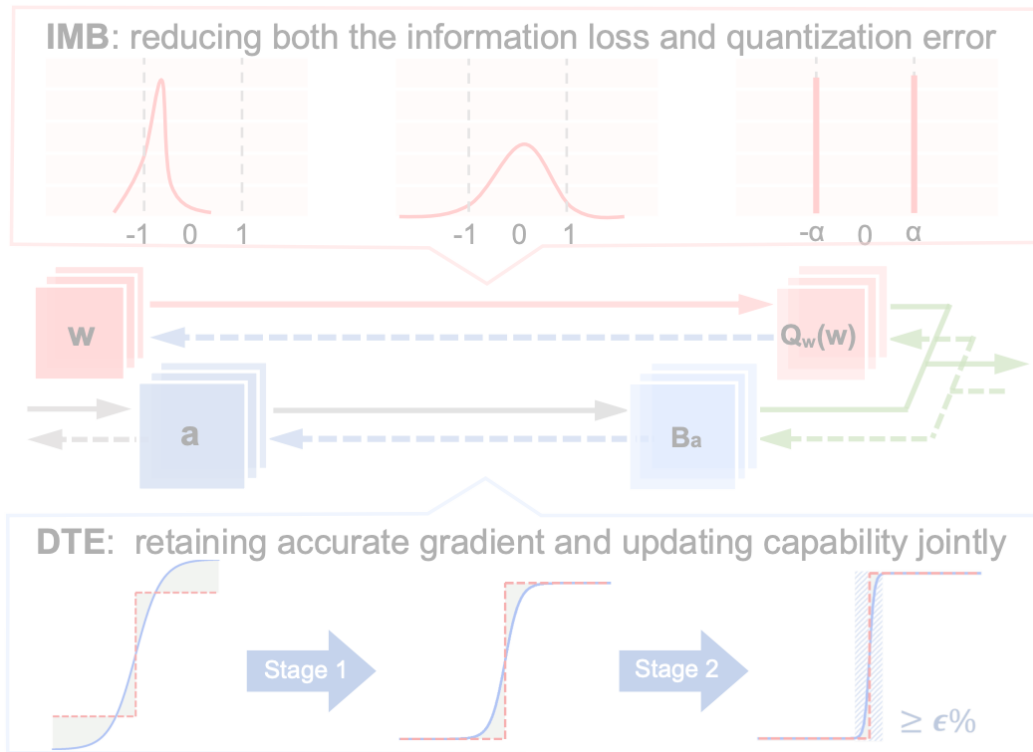 IMB: reducing both the information loss and quantization error
-1 0 1
-1 0 1
-α 0 α
w
Qw(w)
a
Ba
DTE: retaining accurate gradient and updating capability jointly
Stage 1
Stage 2
≥ ϵ%